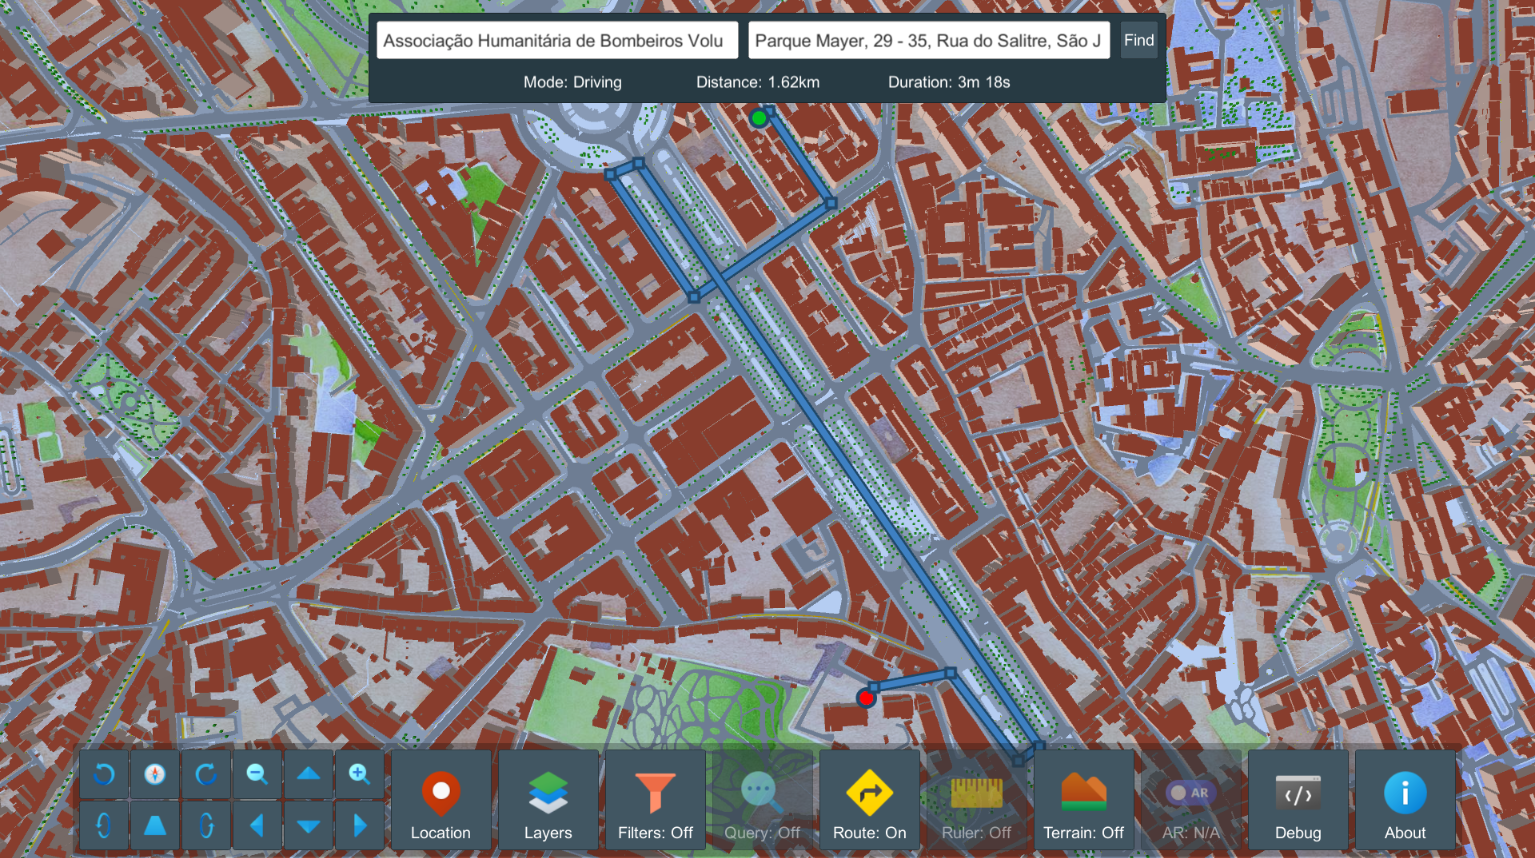 Associação Humanitária de Bombeiros Volu
Parque Mayer, 29 - 35, Rua do Salitre, São J
Find
Mode: Driving
Distance: 1.62km
Duration: 3m 18s
Location
Layers
Filters: Off
Query: Off
Route: On
Ruler: Off
Terrain: Off
AR
AR: N/A
Debug
About